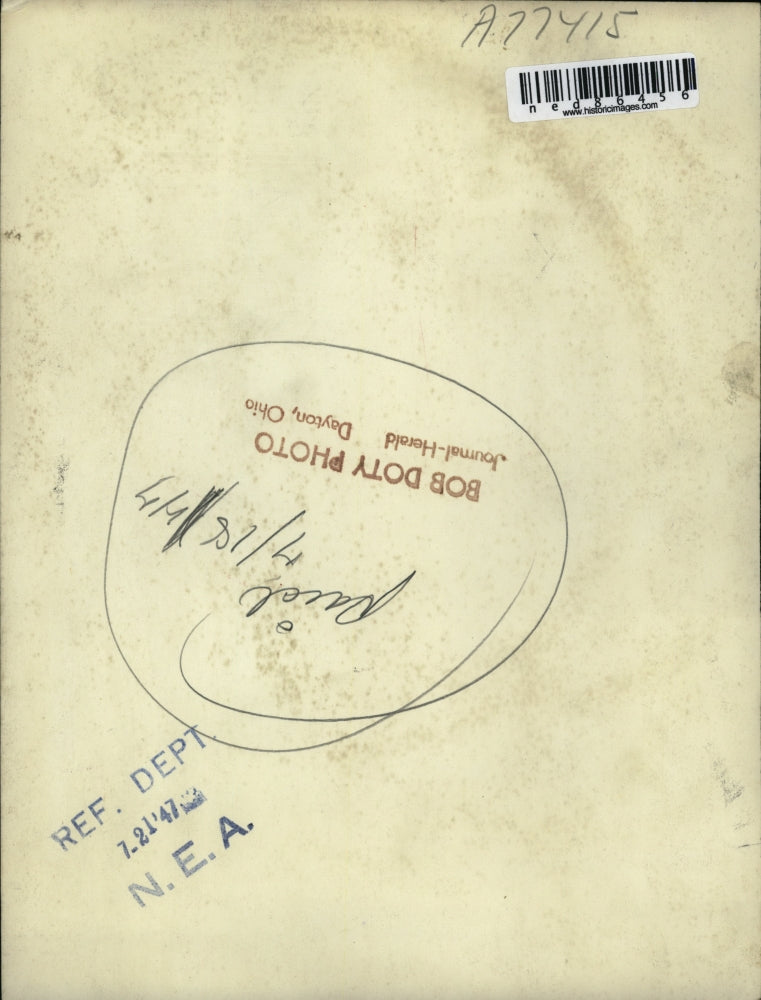 A77415
ned86456
www.historicimages.com
BOB DOTY PHOTO
Journal-Herald Dayton, Ohio
Paid
7/18/47
REF. DEPT.
7-21'47
N. E. A.